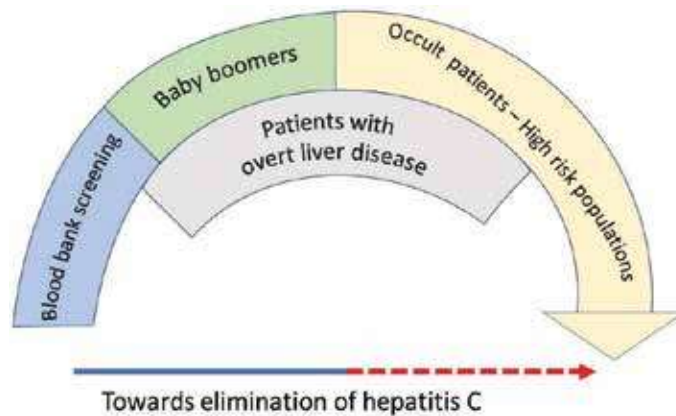 Blood bank screening
Baby boomers
Occult patients – High risk populations
Patients with
overt liver disease
Towards elimination of hepatitis C